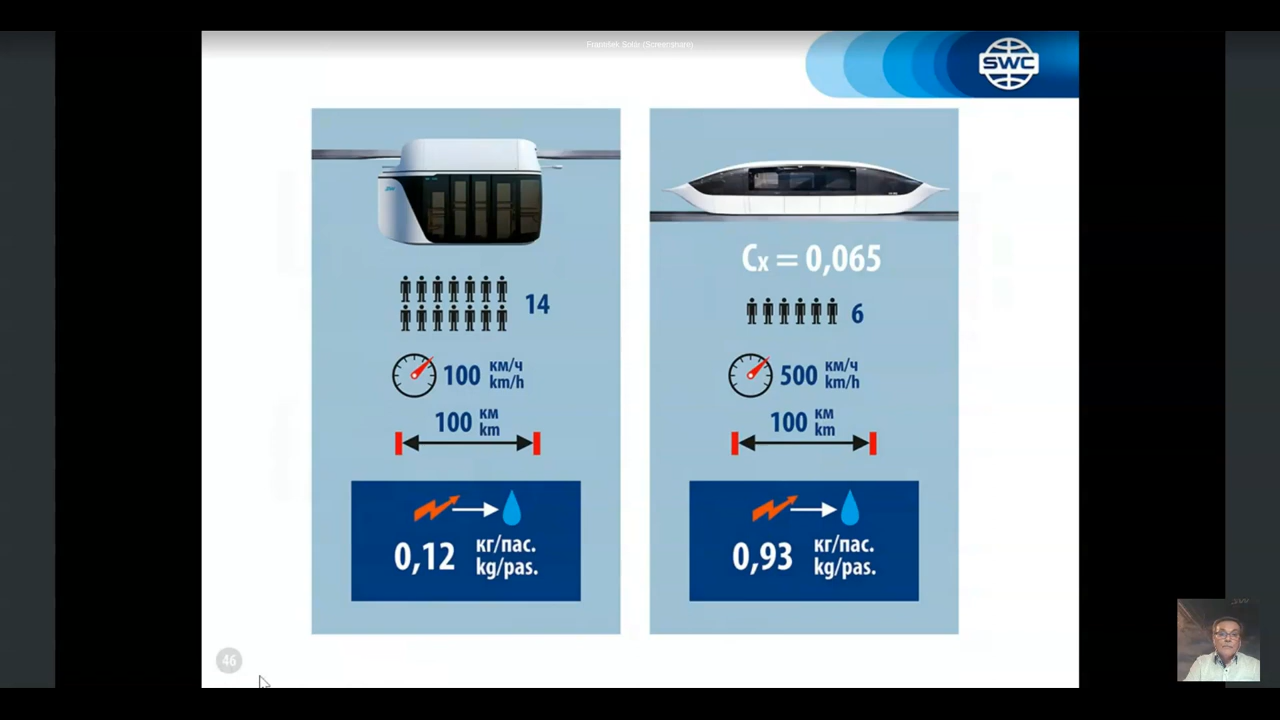 František Solár (Screenshare)
SWC
Cx = 0,065
14
6
100 км/ч km/h
500 км/ч km/h
100 км km
100 км km
0,12 кг/пас. kg/pas.
0,93 кг/пас. kg/pas.
46